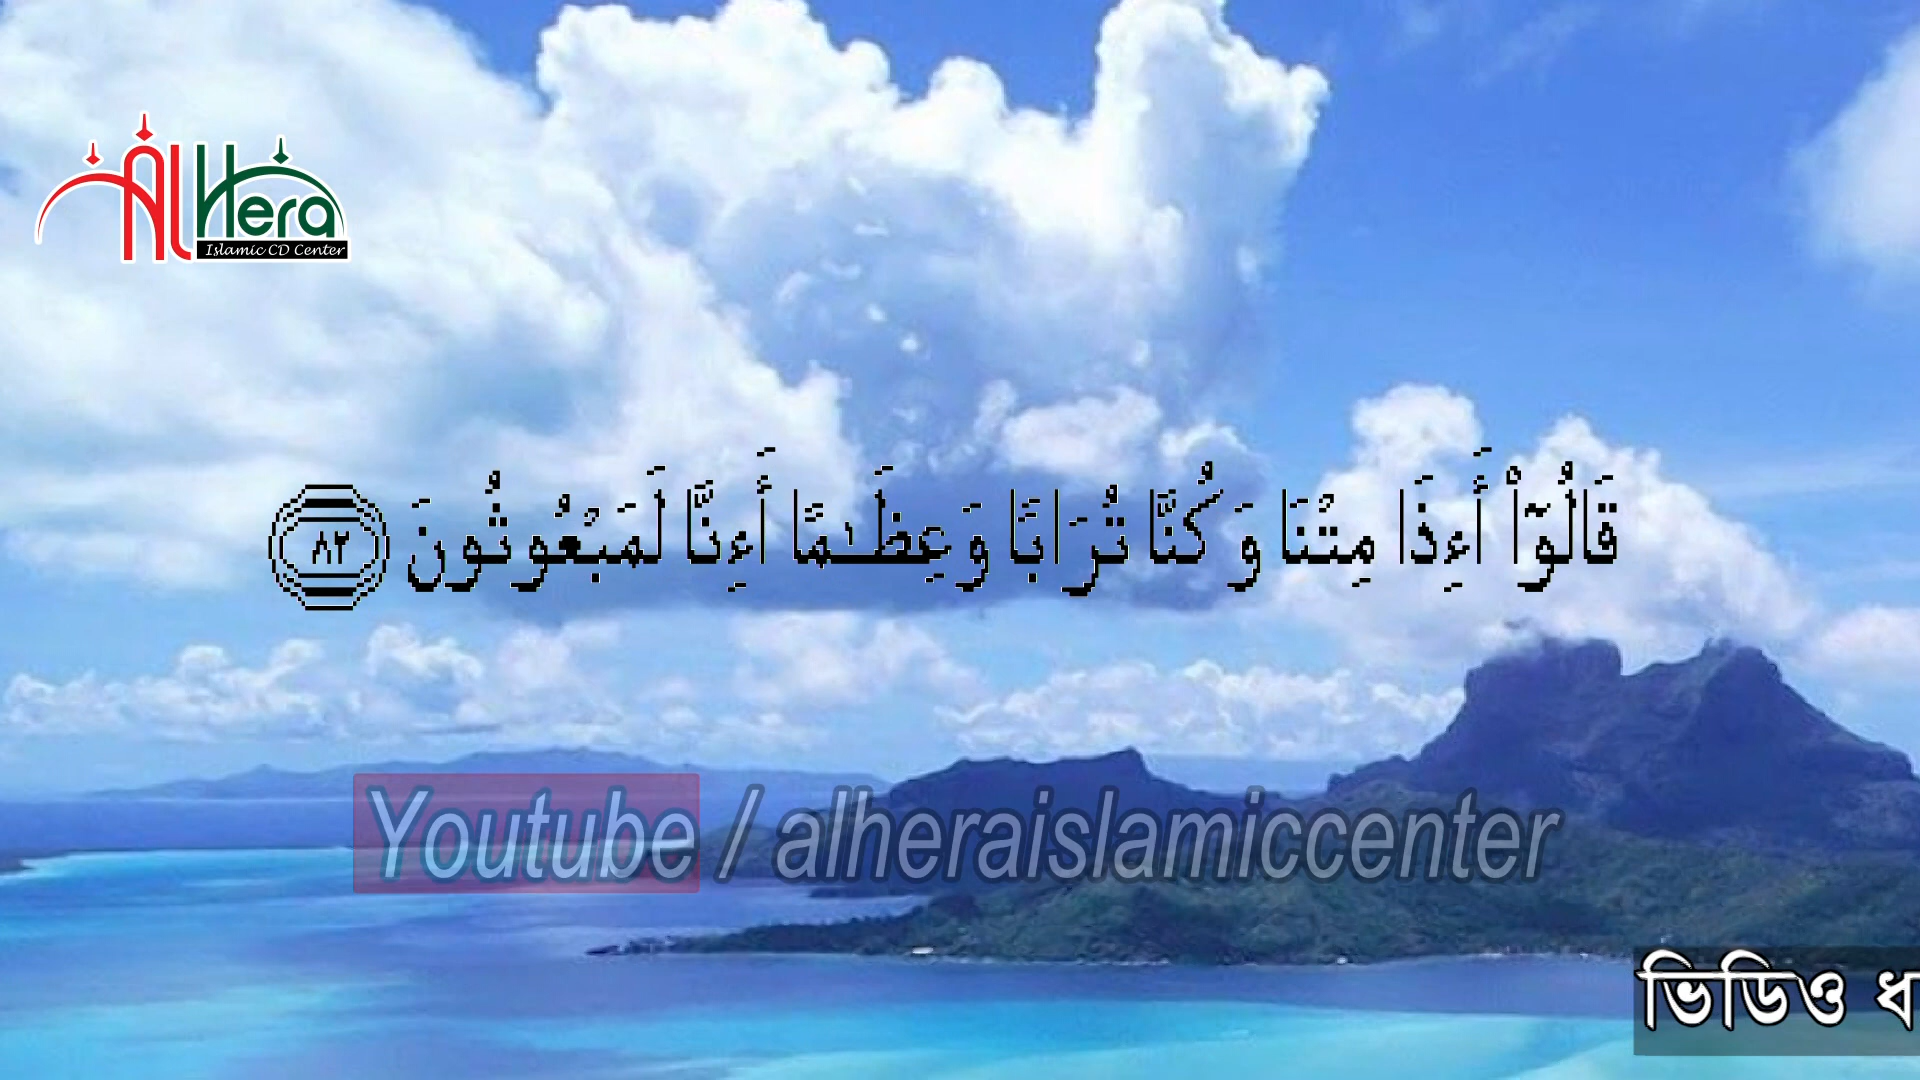 AlHera
Islamic CD Center
قَالُوٓا۟ أَءِذَا مِتْنَا وَكُنَّا تُرَابًا وَعِظَـٰمًا أَءِنَّا لَمَبْعُوثُونَ ۝٨٢
Youtube / alheraislamiccenter
ভিডিও